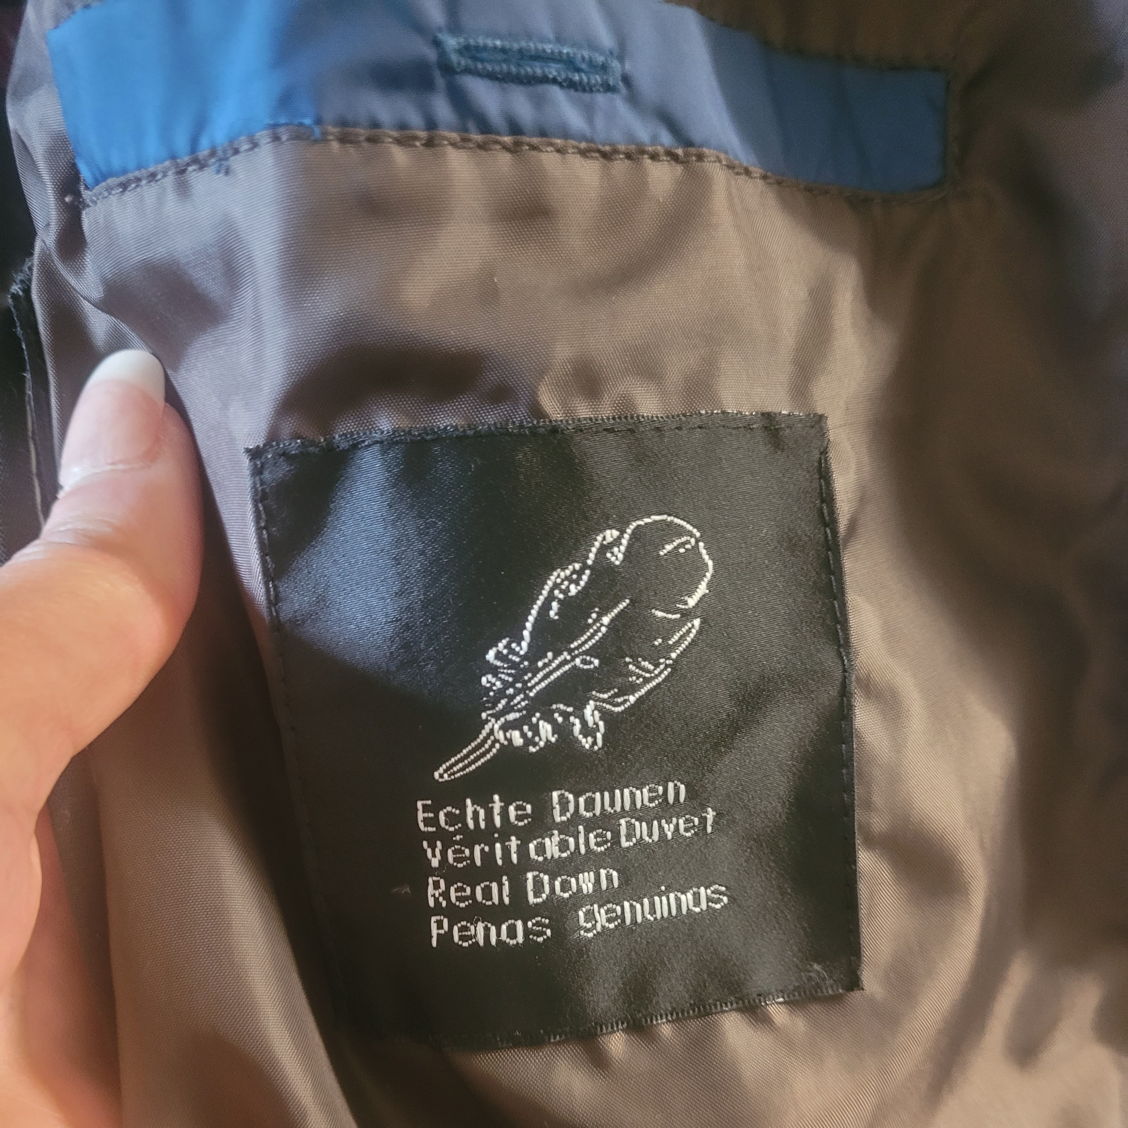 Echte Daunen
Véritable Duvet
Real Down
Penas genuinas